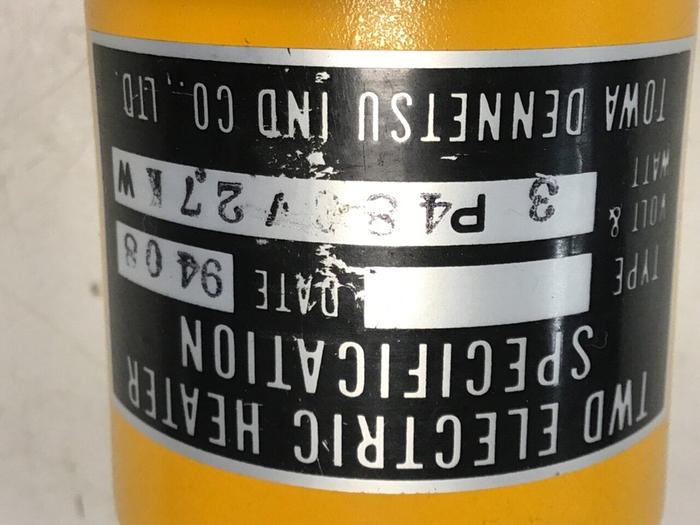 TWD ELECTRIC HEATER
SPECIFICATION
TYPE DATE 9408
VOLT &
WATT 3 P
TOWA DENNETSU IND CO., LTD.